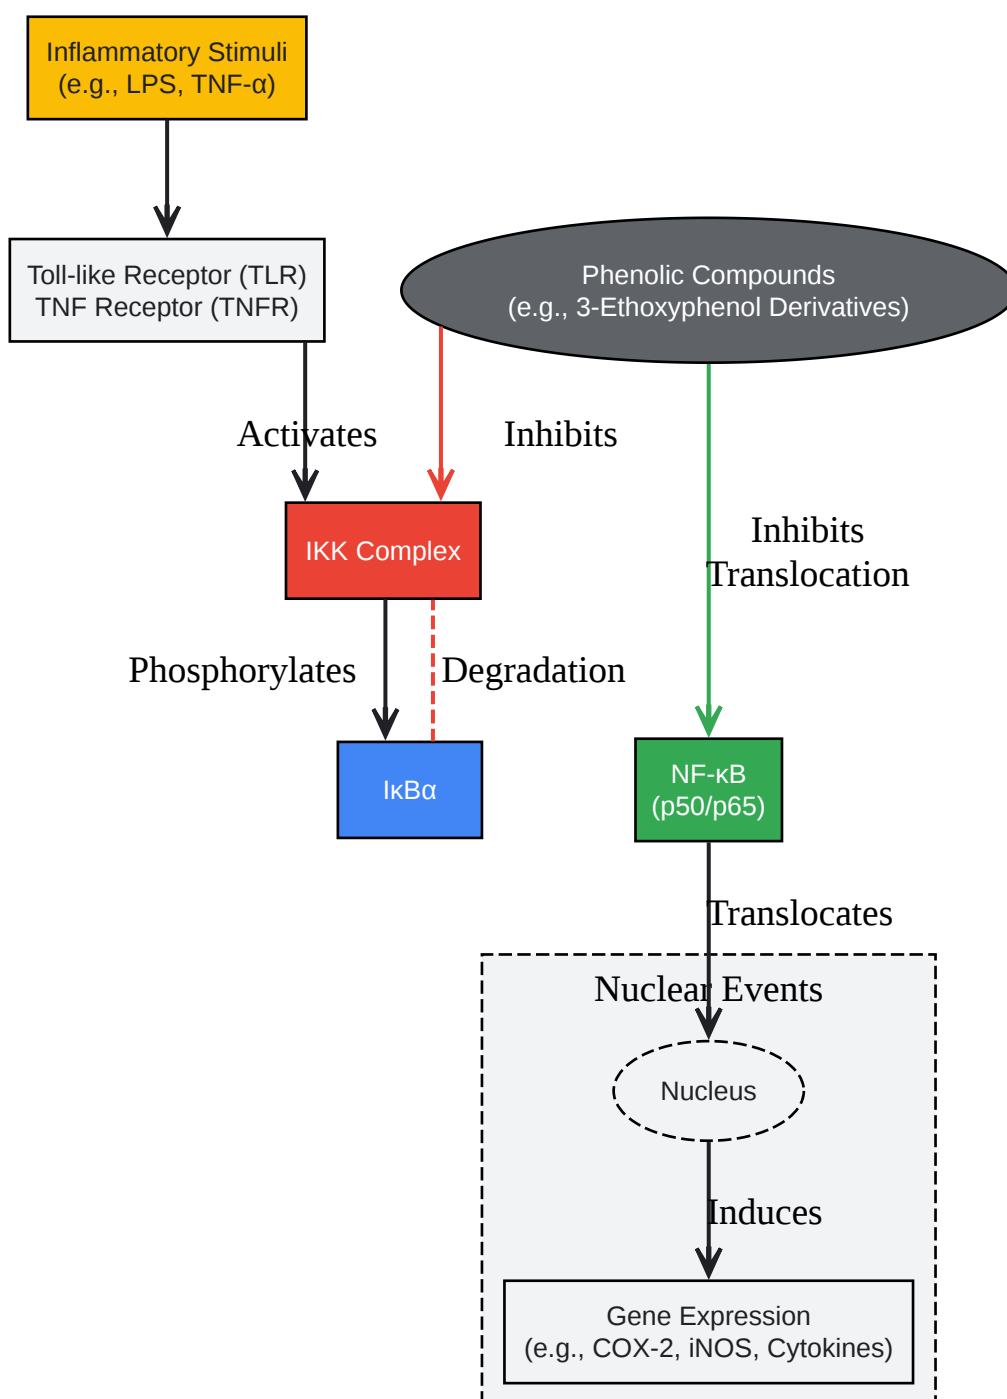 Inflammatory Stimuli
(e.g., LPS, TNF-α)
Toll-like Receptor (TLR)
TNF Receptor (TNFR)
Phenolic Compounds
(e.g., 3-Ethoxyphenol Derivatives)
Activates
Inhibits
IKK Complex
Inhibits
Translocation
Phosphorylates
Degradation
IκBα
NF-κB
(p50/p65)
Translocates
Nuclear Events
Nucleus
Induces
Gene Expression
(e.g., COX-2, iNOS, Cytokines)